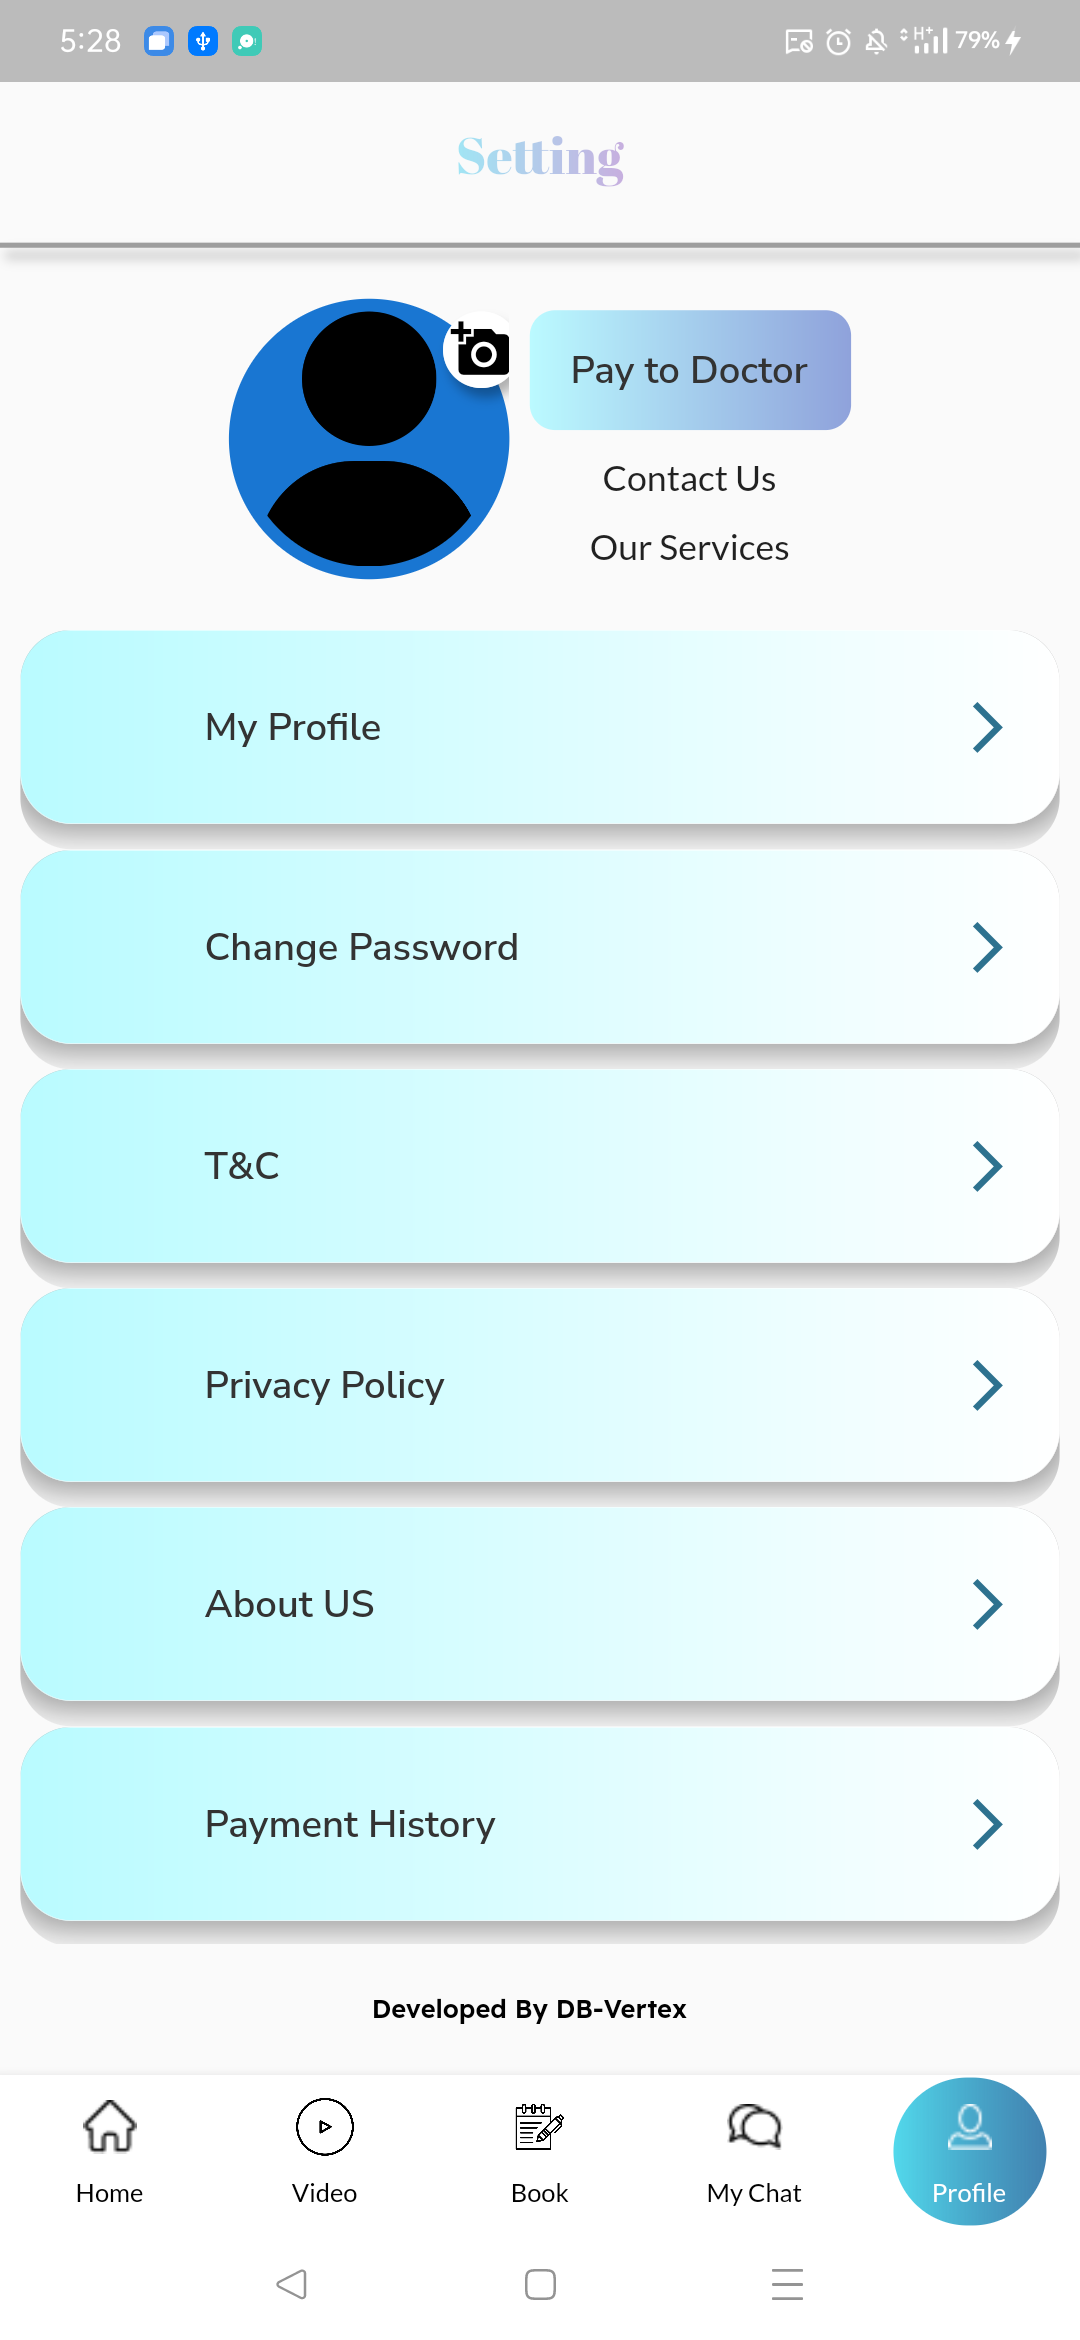 5:28
H+ 79%
Setting
Pay to Doctor
Contact Us
Our Services
My Profile
Change Password
T&C
Privacy Policy
About US
Payment History
Developed By DB-Vertex
Home
Video
Book
My Chat
Profile